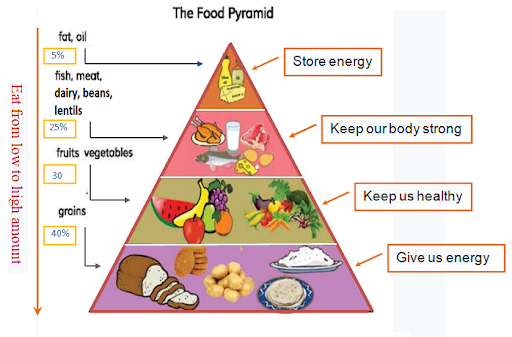 The Food Pyramid
fat, oil
5%
Store energy
fish, meat,
dairy, beans,
lentils
25%
Keep our body strong
fruits vegetables
30
Keep us healthy
grains
40%
Give us energy
Eat from low to high amount